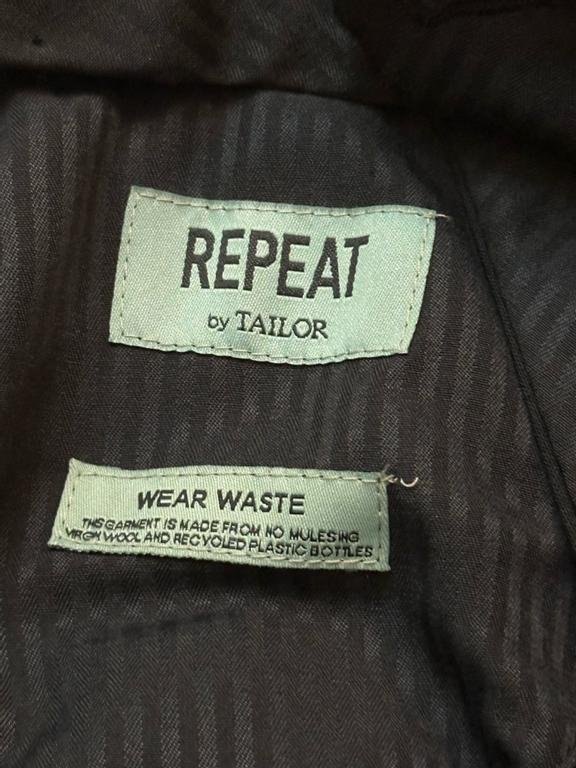 REPEAT
by TAILOR
WEAR WASTE
THIS GARMENT IS MADE FROM NO MULESING
VIRGIN WOOL AND RECYCLED PLASTIC BOTTLES